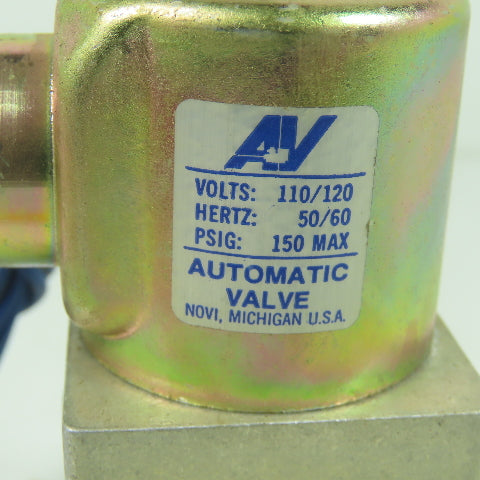 AV
VOLTS: 110/120
HERTZ: 50/60
PSIG: 150 MAX
AUTOMATIC
VALVE
NOVI, MICHIGAN U.S.A.